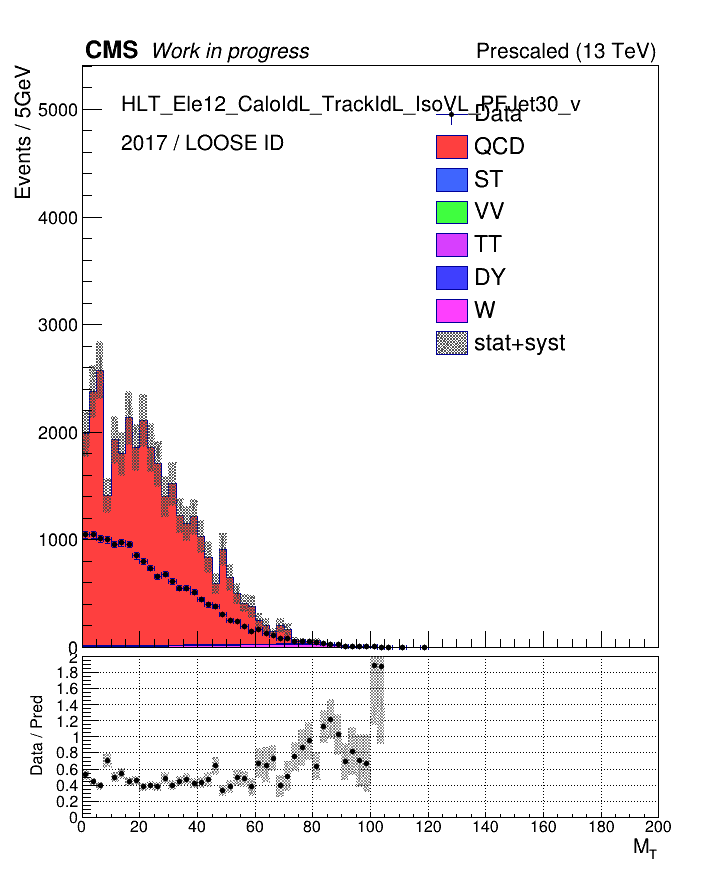 CMS Work in progress Prescaled (13 TeV)
Events / 5GeV
HLT_Ele12_CaloIdL_TrackIdL_IsoVL_PFJet30_v
2017 / LOOSE ID
Data
QCD
ST
VV
TT
DY
W
stat+syst
5000
4000
3000
2000
1000
0
Data / Pred
2
1.8
1.6
1.4
1.2
1
0.8
0.6
0.4
0.2
0
0 20 40 60 80 100 120 140 160 180 200
M_T